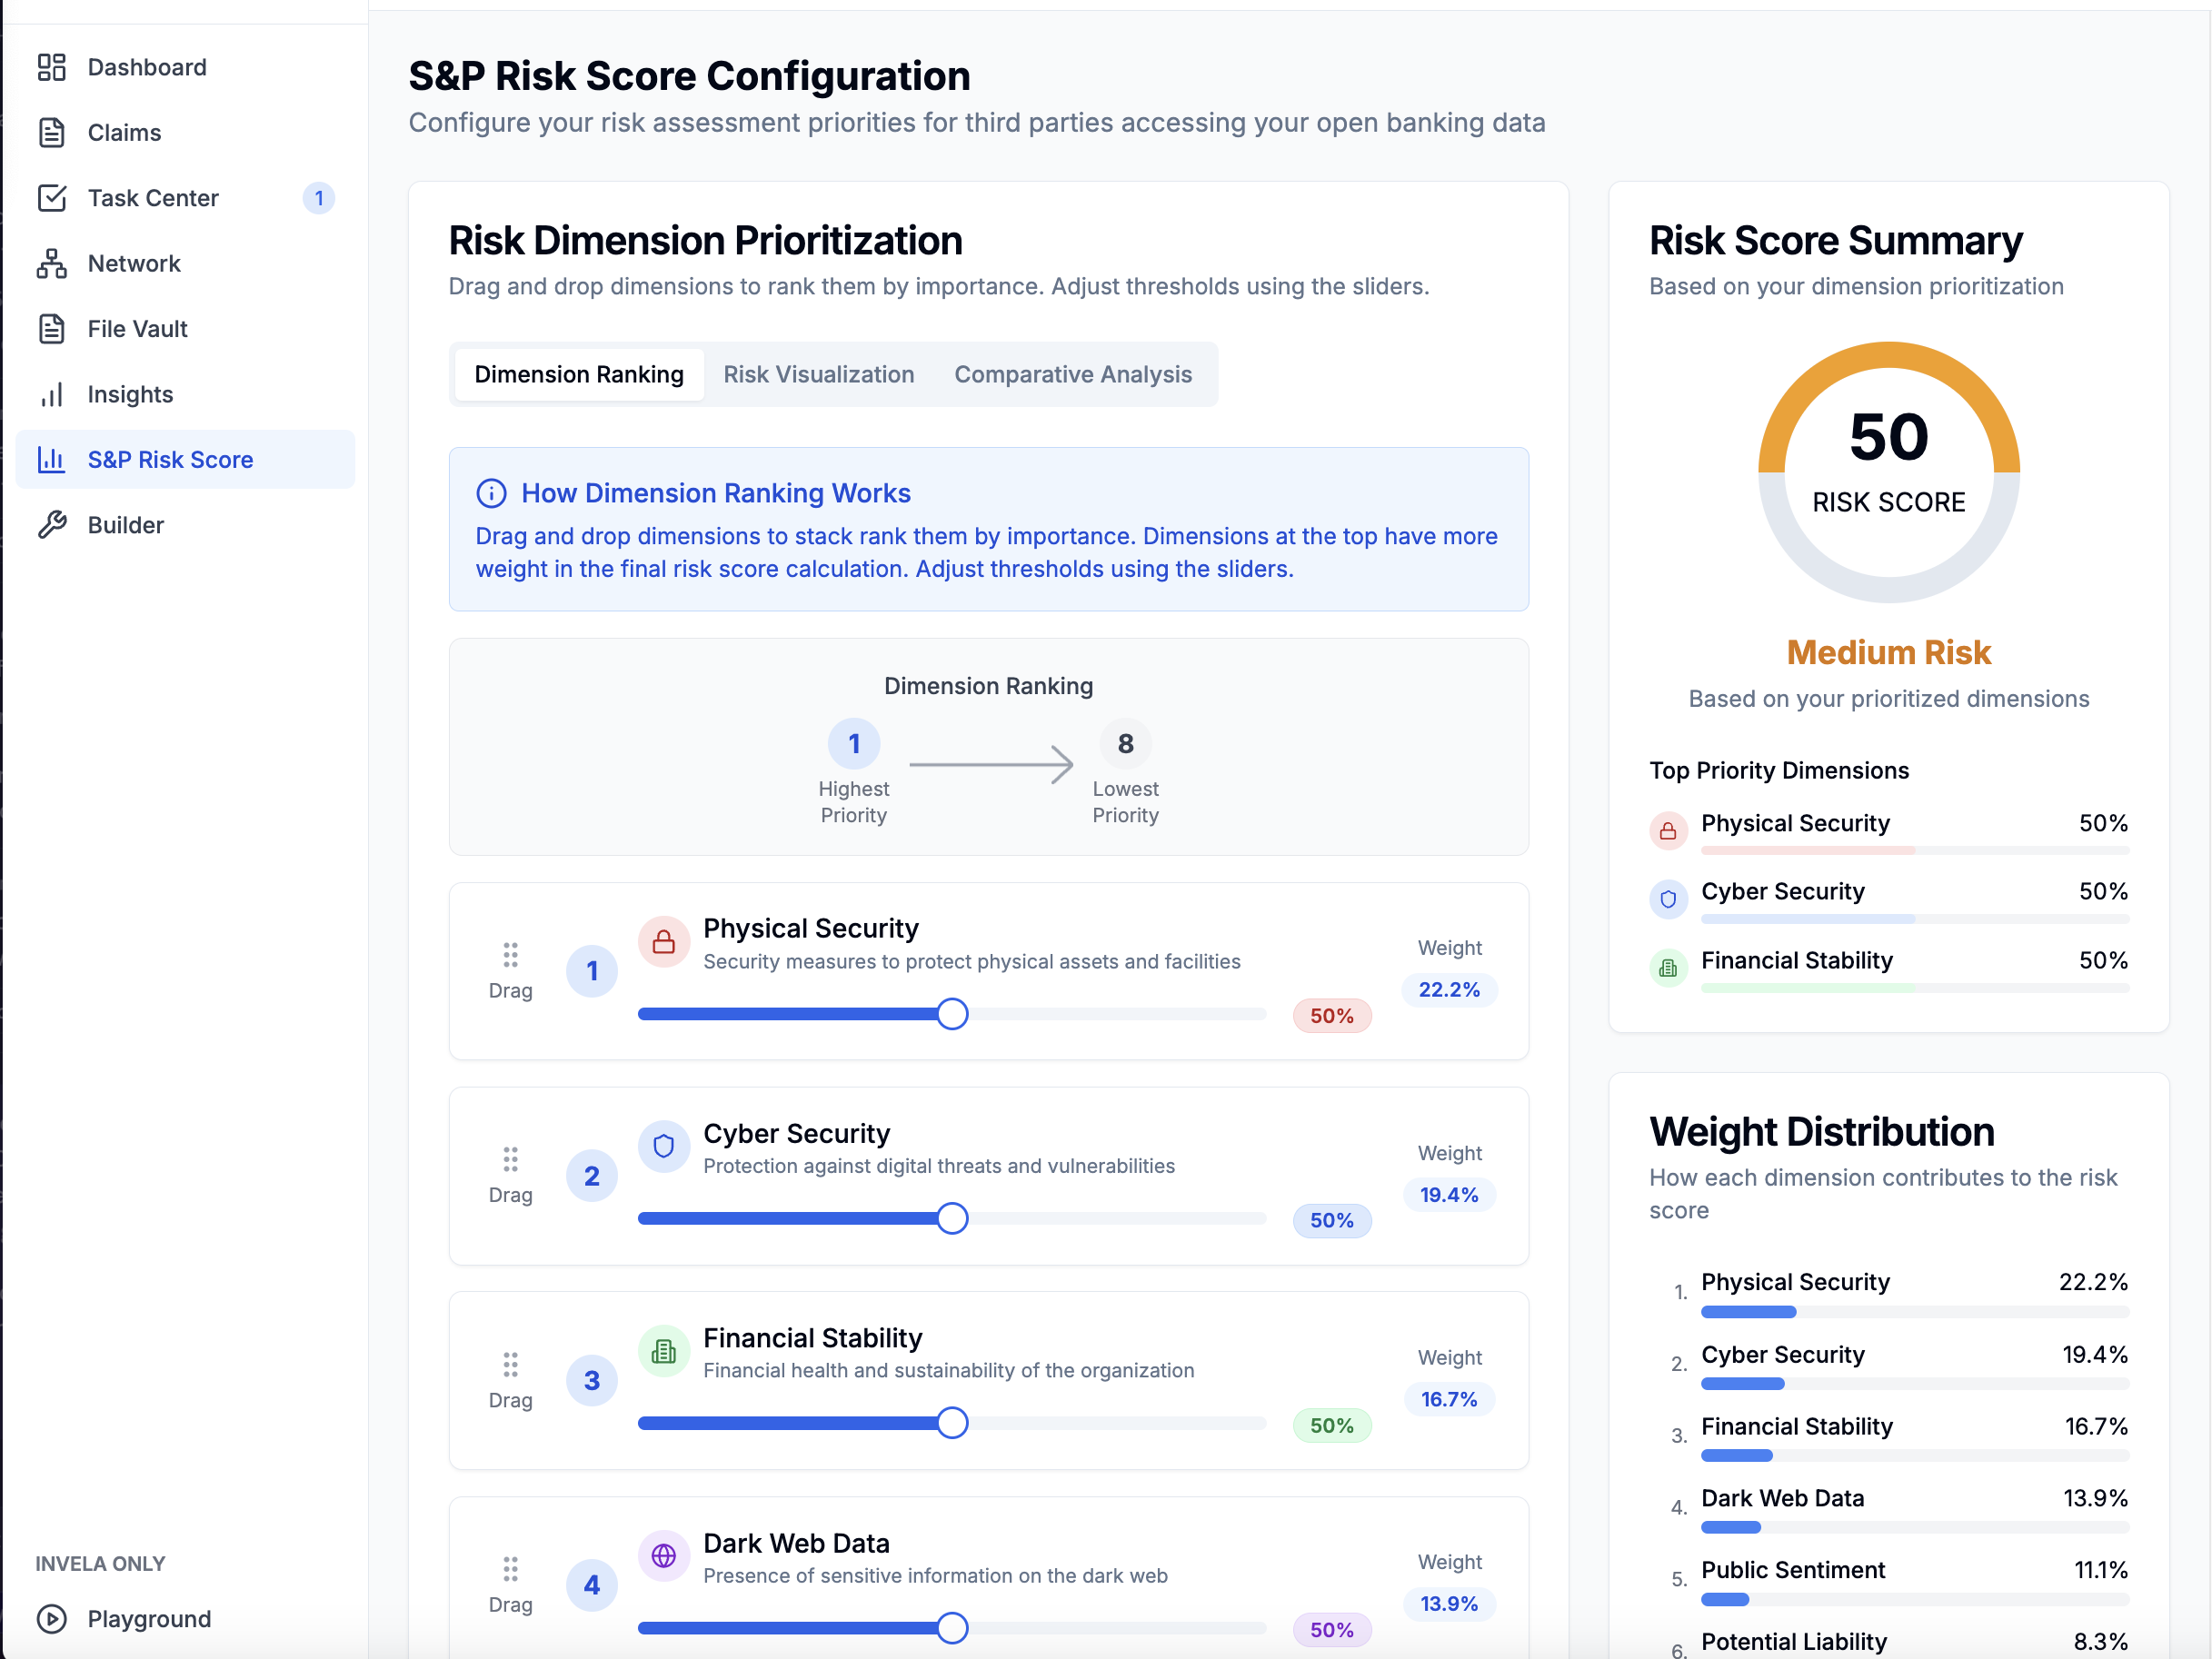 Dashboard
Claims
Task Center
1
Network
File Vault
Insights
S&P Risk Score
Builder
INVELA ONLY
Playground
S&P Risk Score Configuration
Configure your risk assessment priorities for third parties accessing your open banking data
Risk Dimension Prioritization
Drag and drop dimensions to rank them by importance. Adjust thresholds using the sliders.
Dimension Ranking
Risk Visualization
Comparative Analysis
How Dimension Ranking Works
Drag and drop dimensions to stack rank them by importance. Dimensions at the top have more
weight in the final risk score calculation. Adjust thresholds using the sliders.
Dimension Ranking
1
Highest
Priority
8
Lowest
Priority
Drag
1
Physical Security
Security measures to protect physical assets and facilities
50%
Weight
22.2%
Drag
2
Cyber Security
Protection against digital threats and vulnerabilities
50%
Weight
19.4%
Drag
3
Financial Stability
Financial health and sustainability of the organization
50%
Weight
16.7%
Drag
4
Dark Web Data
Presence of sensitive information on the dark web
50%
Weight
13.9%
Risk Score Summary
Based on your dimension prioritization
50
RISK SCORE
Medium Risk
Based on your prioritized dimensions
Top Priority Dimensions
Physical Security 50%
Cyber Security 50%
Financial Stability 50%
Weight Distribution
How each dimension contributes to the risk
score
1. Physical Security 22.2%
2. Cyber Security 19.4%
3. Financial Stability 16.7%
4. Dark Web Data 13.9%
5. Public Sentiment 11.1%
6. Potential Liability 8.3%